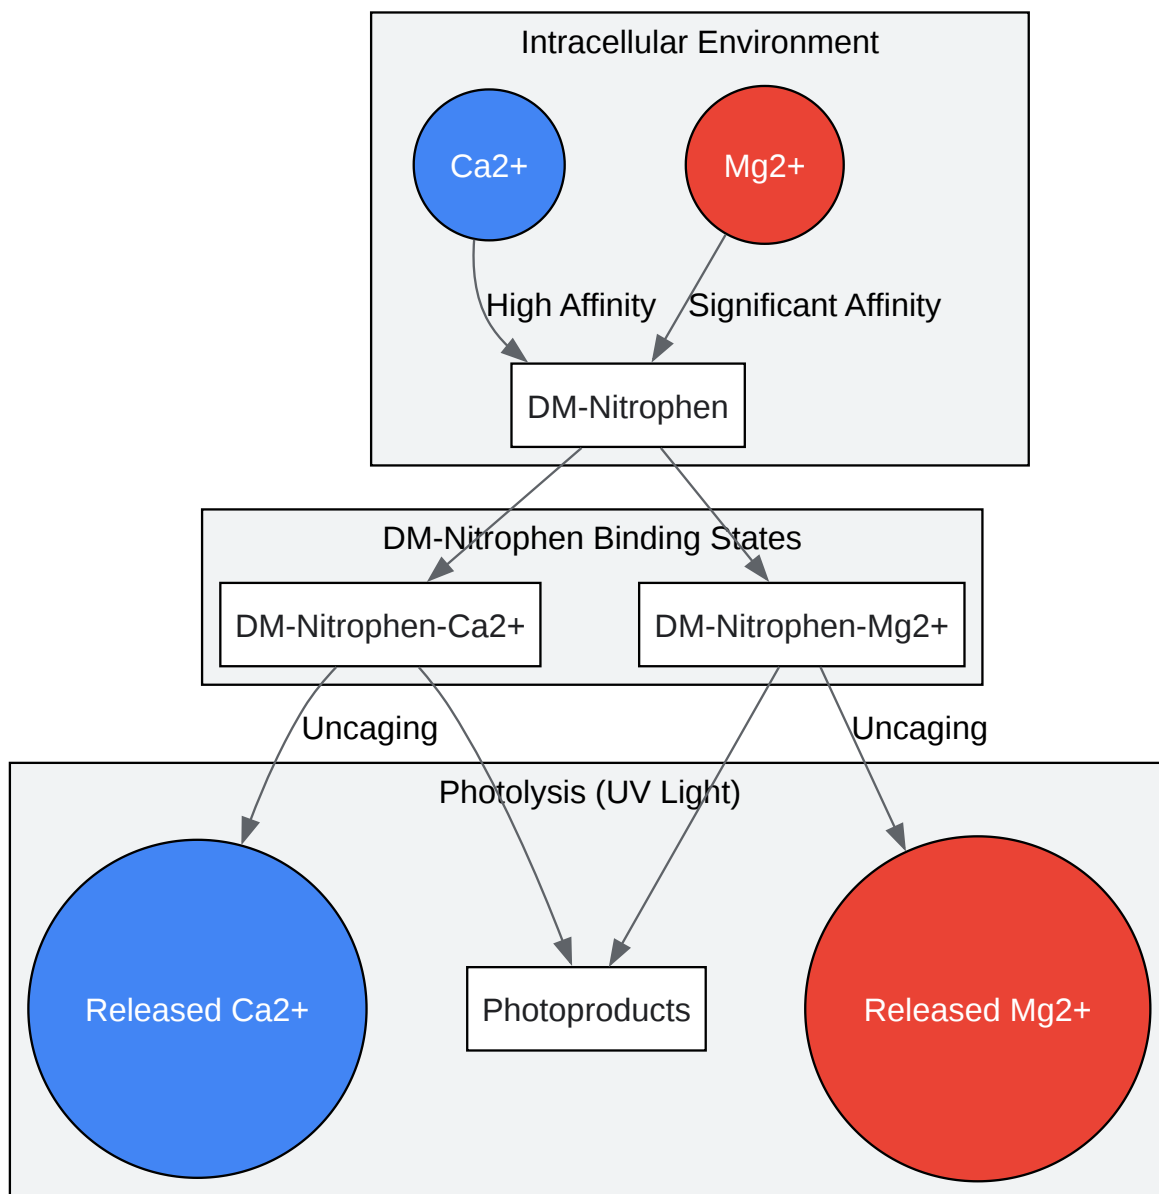 Intracellular Environment
Ca2+
Mg2+
High Affinity
Significant Affinity
DM-Nitrophen
DM-Nitrophen Binding States
DM-Nitrophen-Ca2+
DM-Nitrophen-Mg2+
Uncaging
Uncaging
Photolysis (UV Light)
Released Ca2+
Photoproducts
Released Mg2+